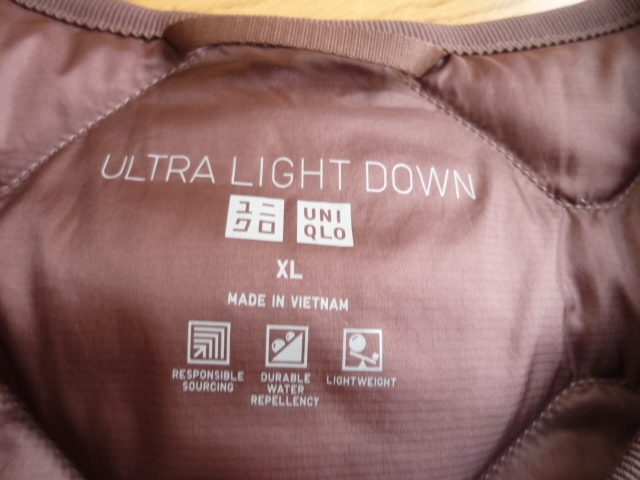 ULTRA LIGHT DOWN
ユニ UNI
クロ QLO
XL
MADE IN VIETNAM
RESPONSIBLE SOURCING
DURABLE WATER REPELLENCY
LIGHTWEIGHT